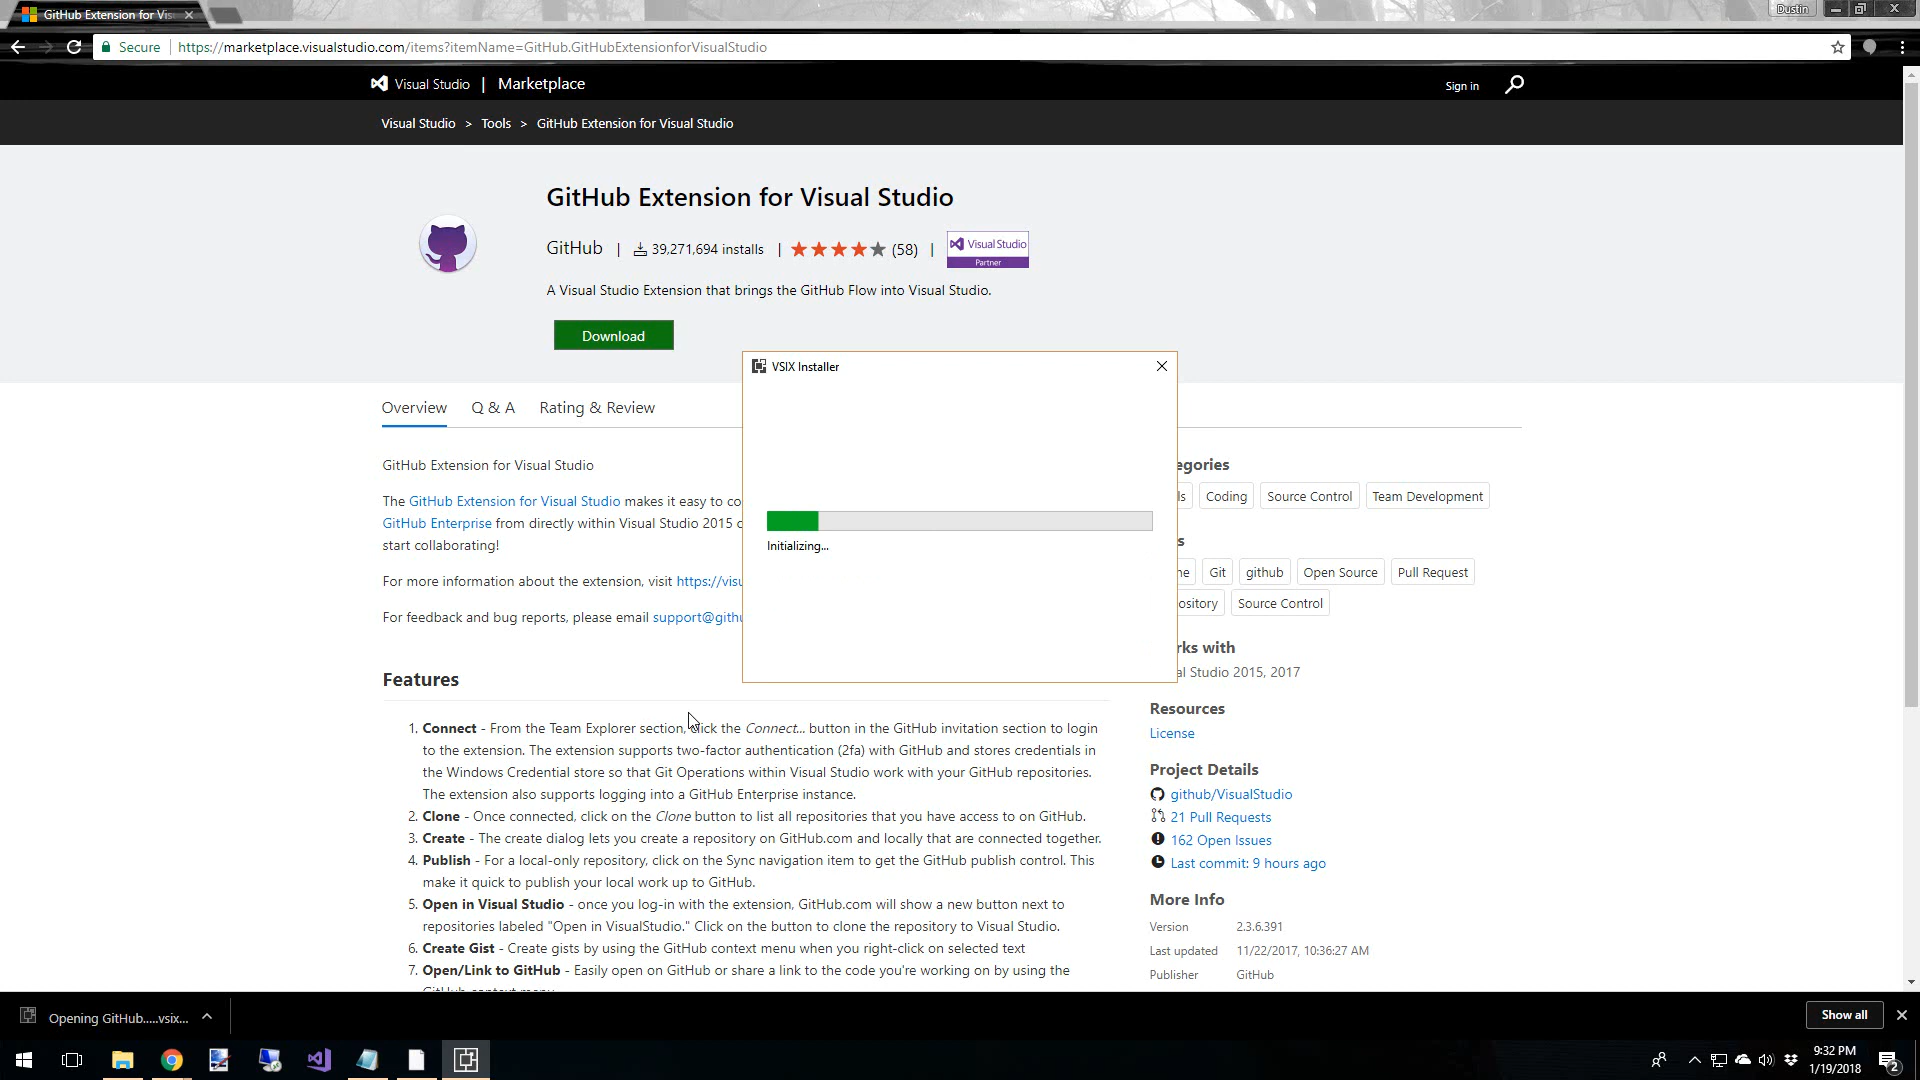 GitHub Extension for Vis
Dustin
Secure
https://marketplace.visualstudio.com/items?itemName=GitHub.GitHubExtensionforVisualStudio
Visual Studio | Marketplace
Sign in
Visual Studio > Tools > GitHub Extension for Visual Studio
GitHub Extension for Visual Studio
GitHub | 39,271,694 installs | (58) | Visual Studio
Partner
A Visual Studio Extension that brings the GitHub Flow into Visual Studio.
Download
VSIX Installer
Initializing...
Overview Q & A Rating & Review
GitHub Extension for Visual Studio
The GitHub Extension for Visual Studio makes it easy to co
GitHub Enterprise from directly within Visual Studio 2015 o
start collaborating!
For more information about the extension, visit https://visu
For feedback and bug reports, please email support@githu
Features
1. Connect - From the Team Explorer section, click the Connect... button in the GitHub invitation section to login
to the extension. The extension supports two-factor authentication (2fa) with GitHub and stores credentials in
the Windows Credential store so that Git Operations within Visual Studio work with your GitHub repositories.
The extension also supports logging into a GitHub Enterprise instance.
2. Clone - Once connected, click on the Clone button to list all repositories that you have access to on GitHub.
3. Create - The create dialog lets you create a repository on GitHub.com and locally that are connected together.
4. Publish - For a local-only repository, click on the Sync navigation item to get the GitHub publish control. This
make it quick to publish your local work up to GitHub.
5. Open in Visual Studio - once you log-in with the extension, GitHub.com will show a new button next to
repositories labeled "Open in VisualStudio." Click on the button to clone the repository to Visual Studio.
6. Create Gist - Create gists by using the GitHub context menu when you right-click on selected text
7. Open/Link to GitHub - Easily open on GitHub or share a link to the code you're working on by using the
GitHub context menu
egories
ls Coding Source Control Team Development
s
ne Git github Open Source Pull Request
ository Source Control
rks with
al Studio 2015, 2017
Resources
License
Project Details
github/VisualStudio
21 Pull Requests
162 Open Issues
Last commit: 9 hours ago
More Info
Version 2.3.6.391
Last updated 11/22/2017, 10:36:27 AM
Publisher GitHub
Opening GitHub.....vsix...
Show all
9:32 PM
1/19/2018
2